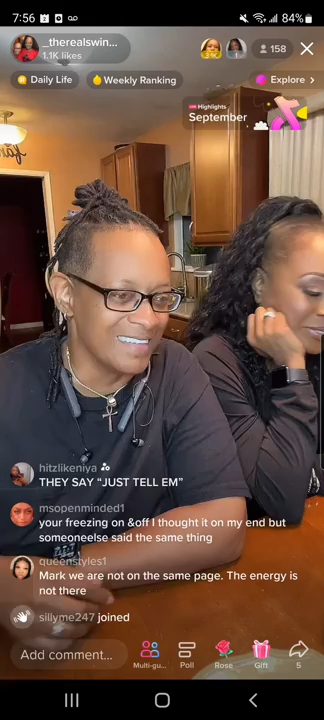 7:56
84%
_therealswin...
1.1K likes
158
Daily Life
Weekly Ranking
Explore >
LIVE Highlights
September
hitzlikeniya
THEY SAY “JUST TELL EM”
msopenminded1
your freezing on &off I thought it on my end but
someoneelse said the same thing
queenstyles1
Mark we are not on the same page. The energy is
not there
sillyme247 joined
Add comment...
Multi-gu...
Poll
Rose
Gift
5